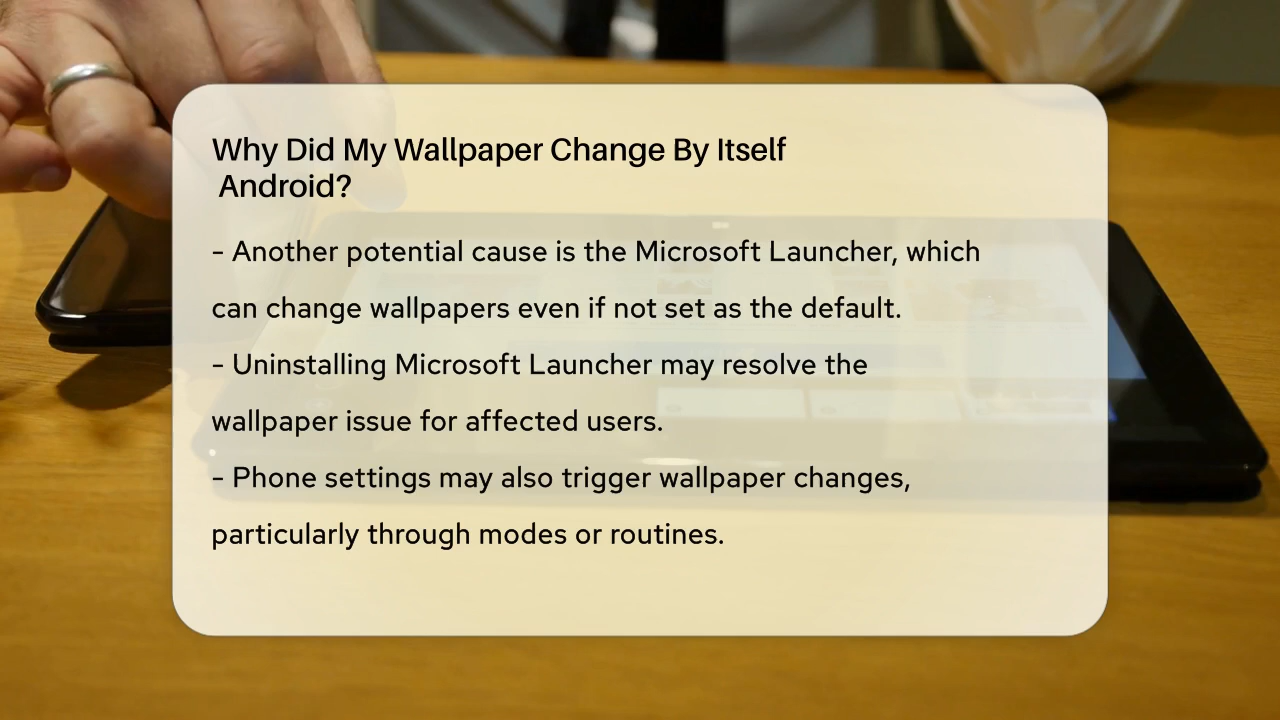 Why Did My Wallpaper Change By Itself
Android?
– Another potential cause is the Microsoft Launcher, which
can change wallpapers even if not set as the default.
– Uninstalling Microsoft Launcher may resolve the
wallpaper issue for affected users.
– Phone settings may also trigger wallpaper changes,
particularly through modes or routines.